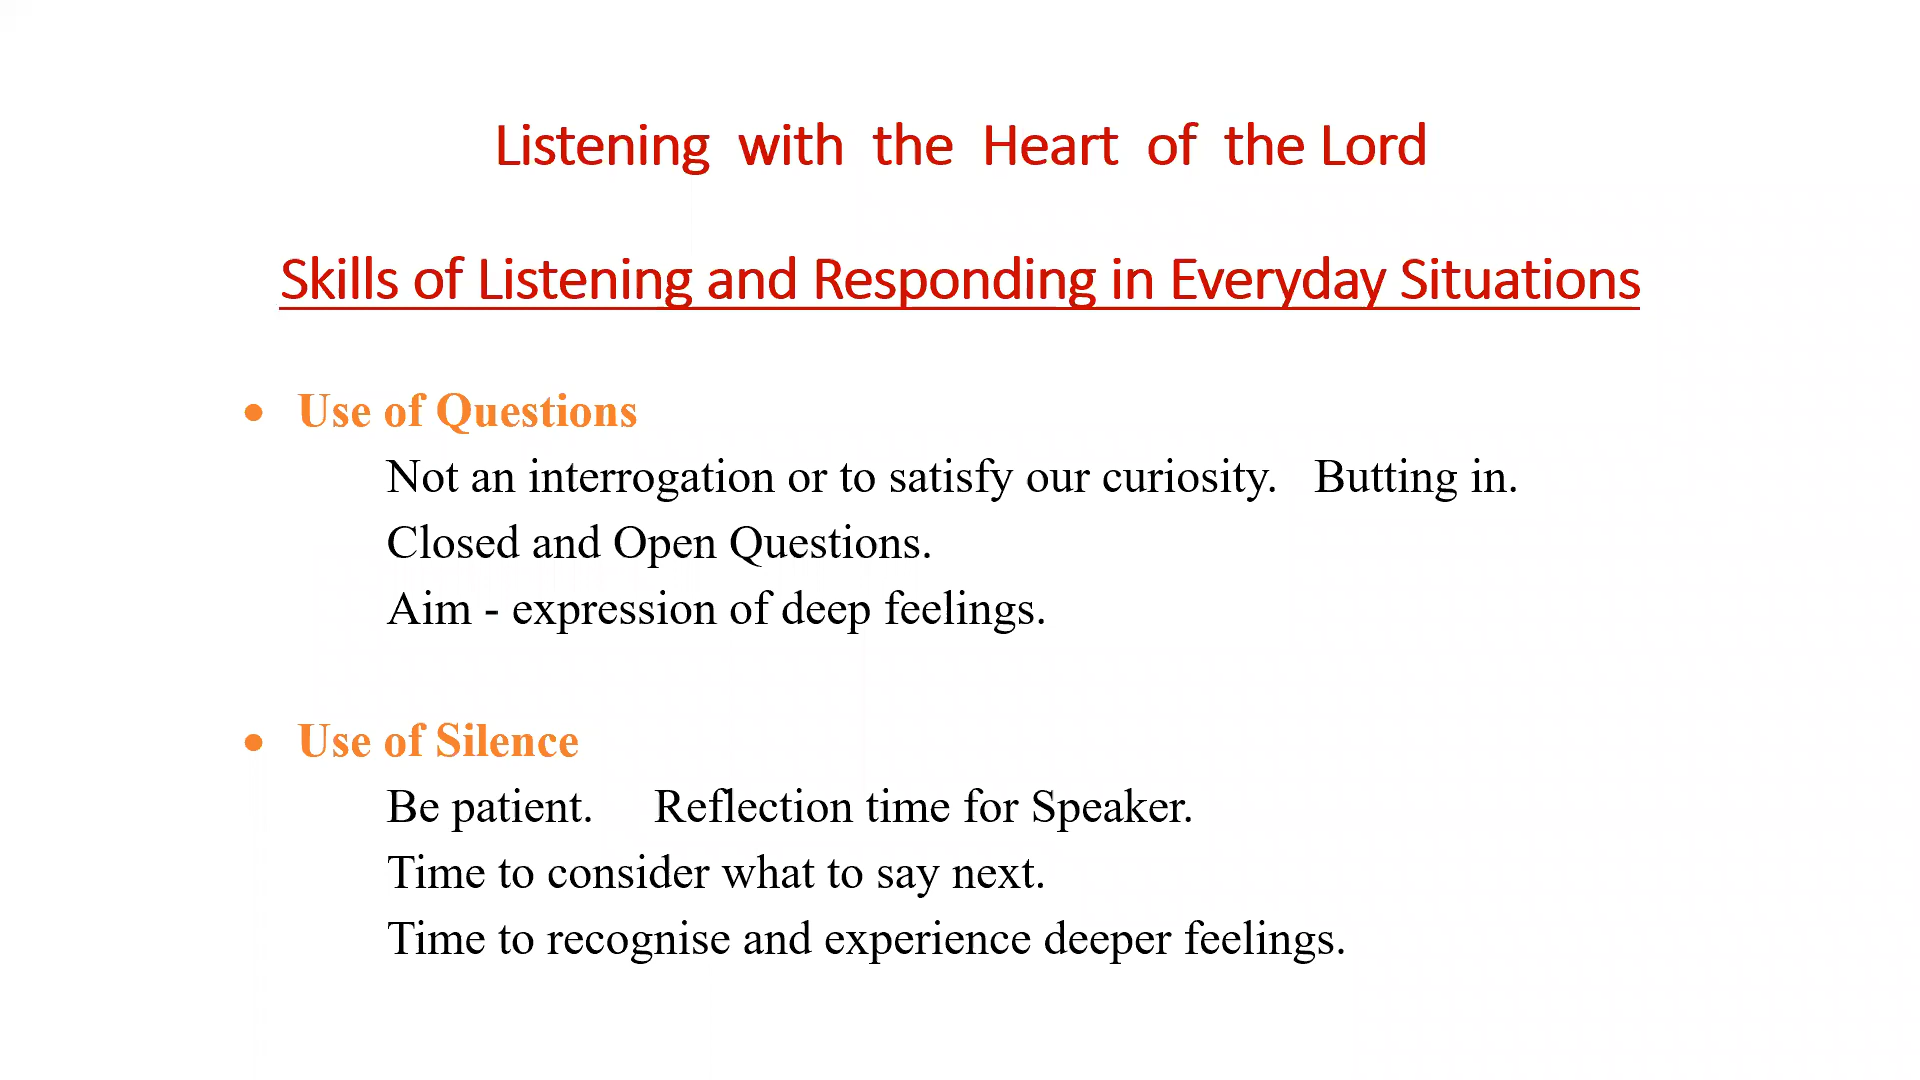 Listening with the Heart of the Lord
Skills of Listening and Responding in Everyday Situations
• Use of Questions
Not an interrogation or to satisfy our curiosity. Butting in.
Closed and Open Questions.
Aim - expression of deep feelings.
• Use of Silence
Be patient. Reflection time for Speaker.
Time to consider what to say next.
Time to recognise and experience deeper feelings.